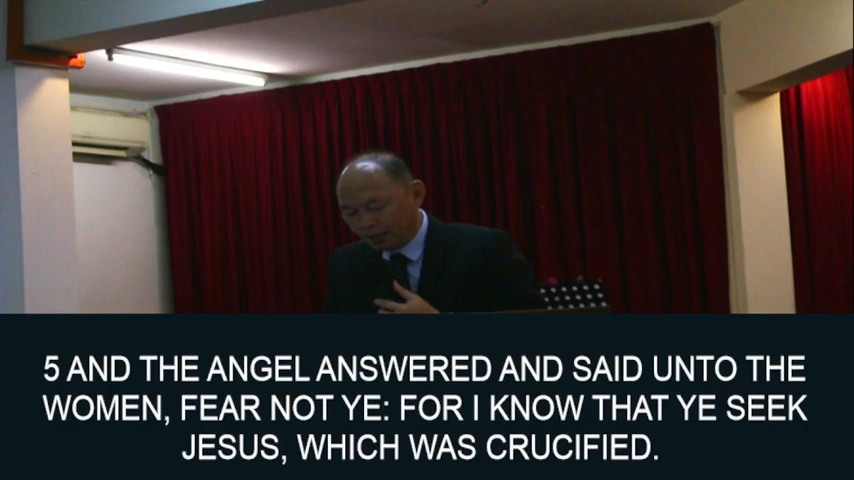 5 AND THE ANGEL ANSWERED AND SAID UNTO THE
WOMEN, FEAR NOT YE: FOR I KNOW THAT YE SEEK
JESUS, WHICH WAS CRUCIFIED.